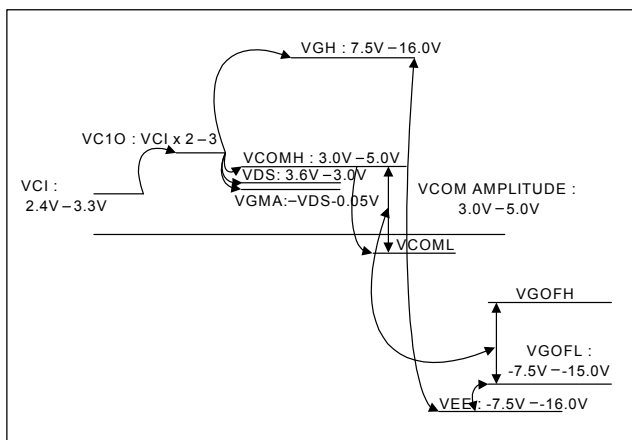 VGH : 7.5V – 16.0V
VC1O : VCI x 2 – 3
VCOMH : 3.0V – 5.0V
VDS: 3.6V – 3.0V
VGMA:–VDS-0.05V
VCI :
2.4V – 3.3V
VCOM AMPLITUDE :
3.0V – 5.0V
VCOML
VGOFH
VGOFL :
-7.5V – -15.0V
VEE : -7.5V – -16.0V